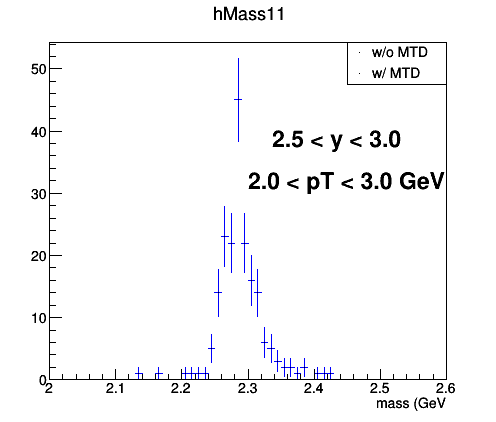 hMass11
w/o MTD
w/ MTD
2.5 < y < 3.0
2.0 < pT < 3.0 GeV
50
40
30
20
10
0
2 2.1 2.2 2.3 2.4 2.5 2.6
mass (GeV